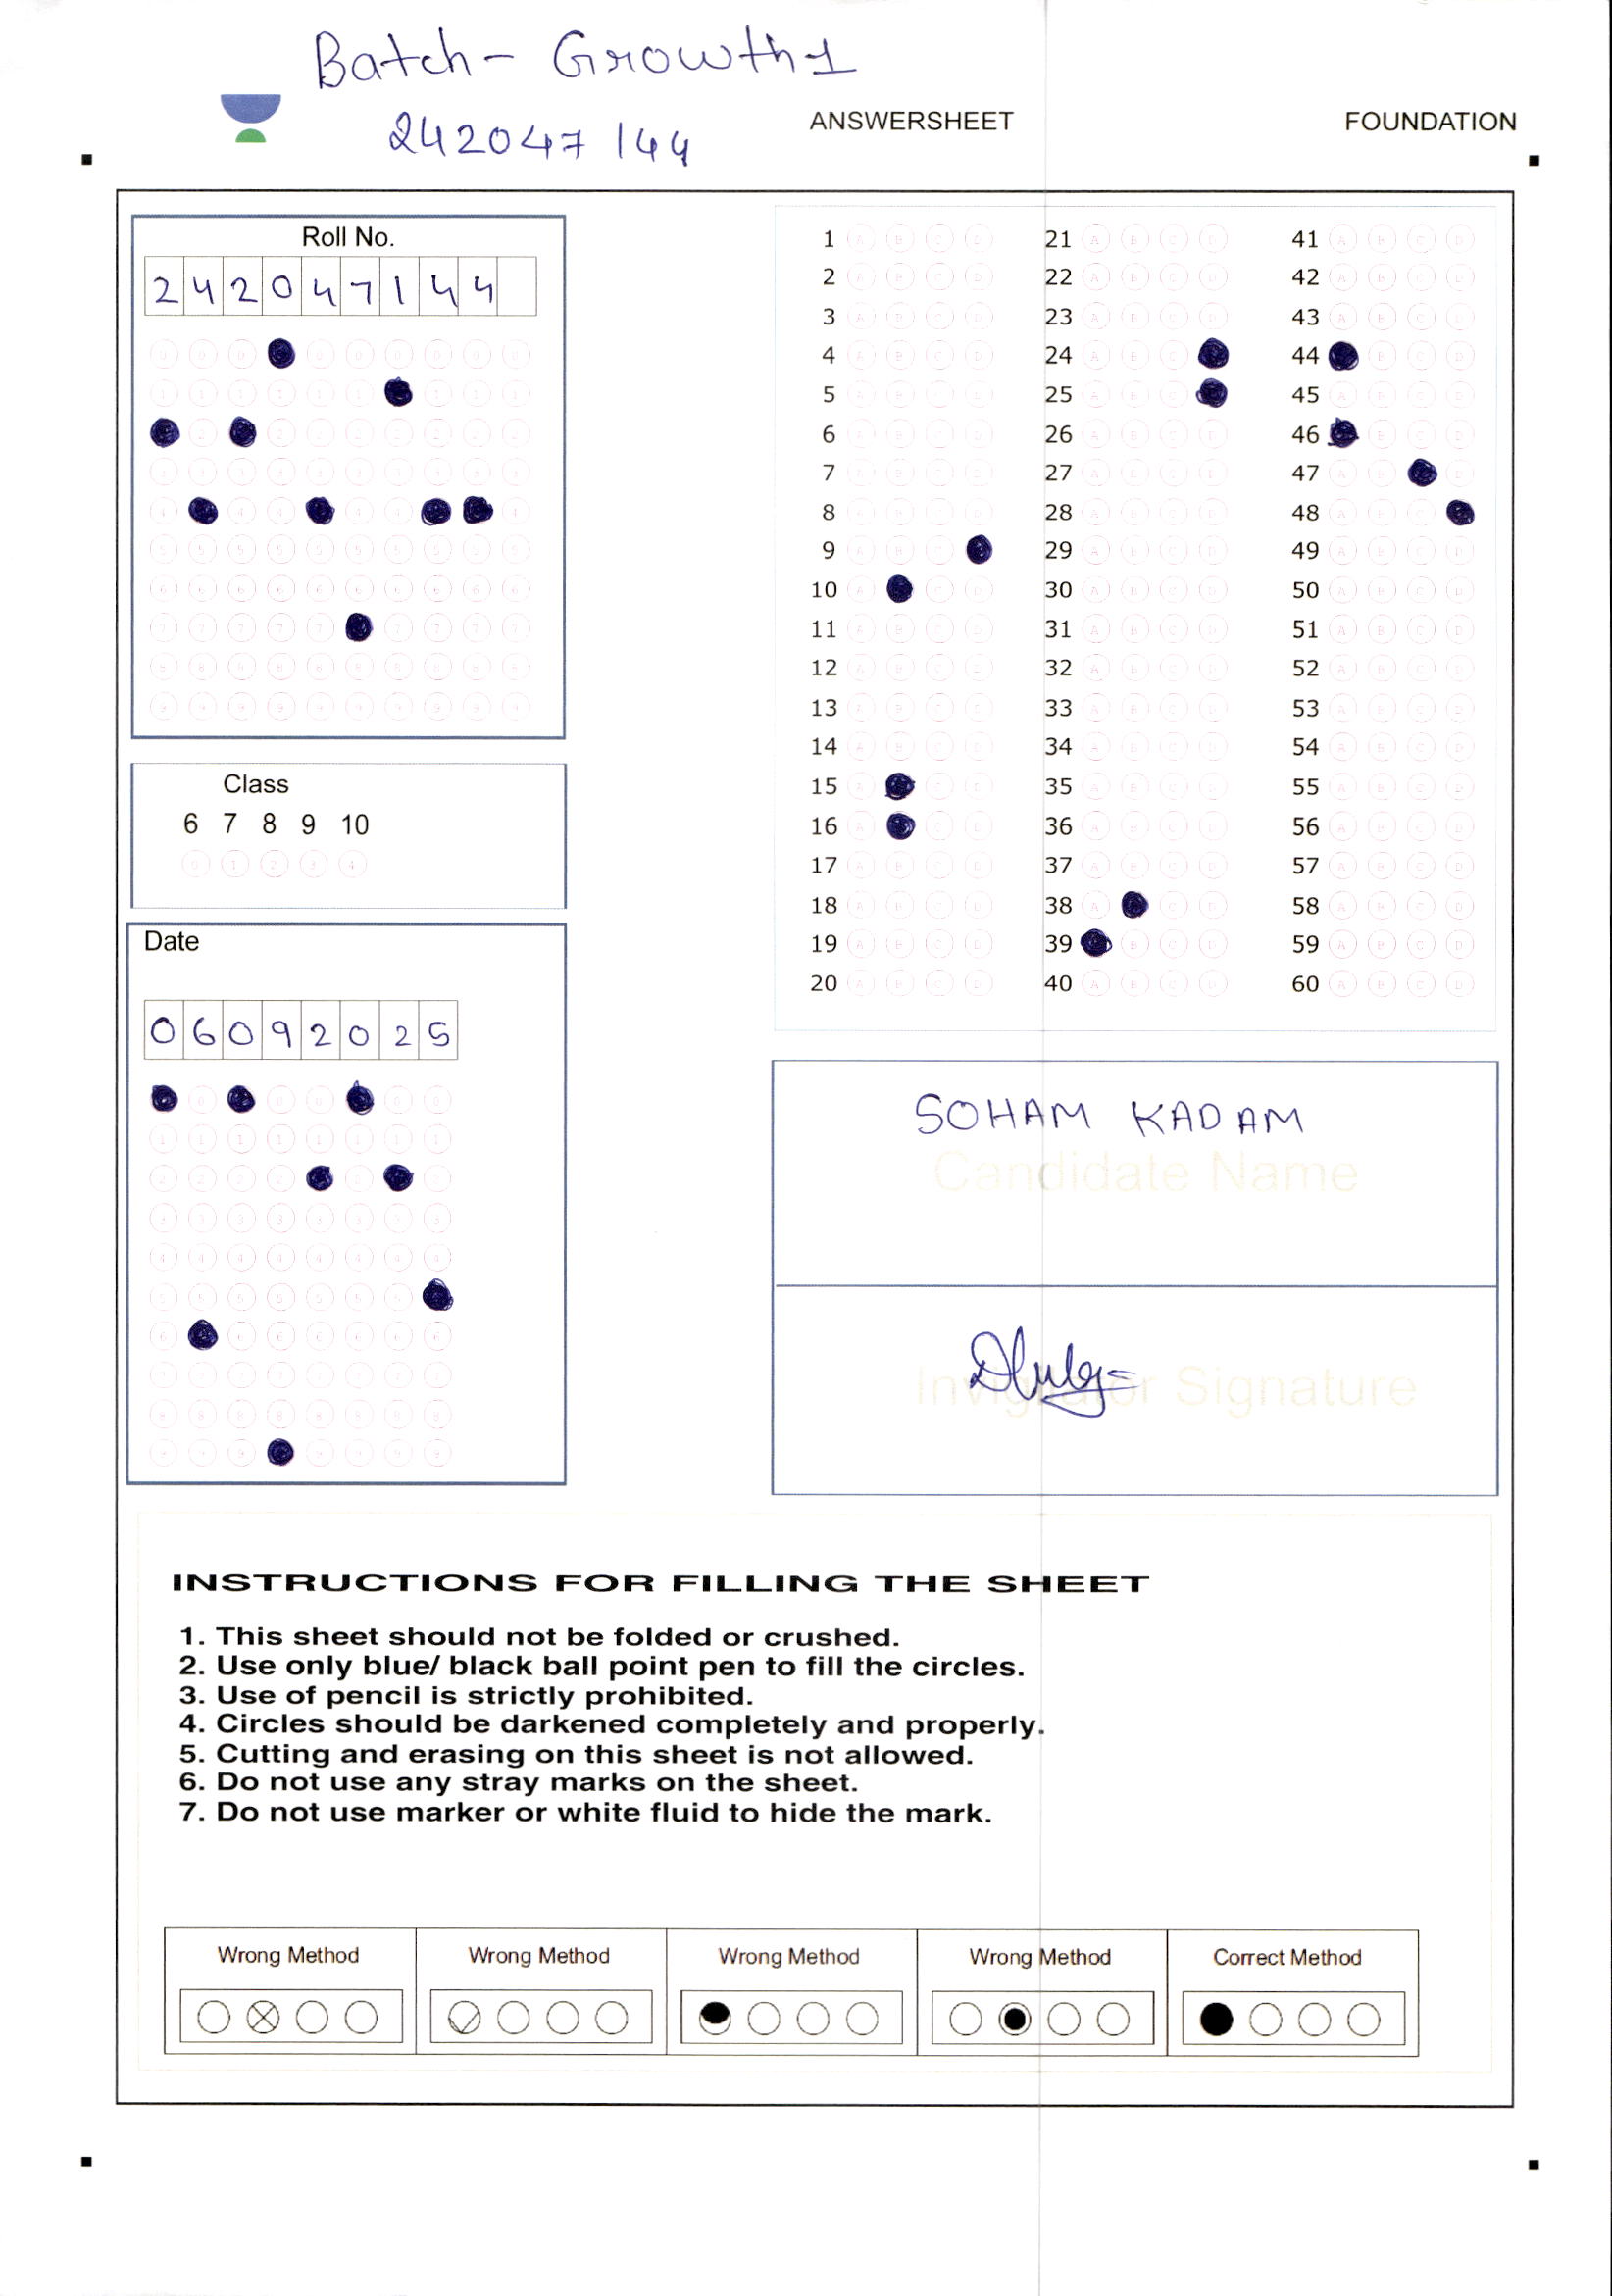 Batch - Growth 1
242047144
ANSWERSHEET
FOUNDATION
Roll No.
2 4 2 0 4 7 1 4 4
Class
6 7 8 9 10
Date
0 6 0 9 2 0 2 5
1 A B C D
2 A B C D
3 A B C D
4 A B C D
5 A B C D
6 A B C D
7 A B C D
8 A B C D
9 A B C
10 A C D
11 A B C D
12 A B C D
13 A B C D
14 A B C D
15 A C D
16 A C D
17 A B C D
18 A B C D
19 A B C D
20 A B C D
21 A B C D
22 A B C D
23 A B C D
24 A B C
25 A B C
26 A B C D
27 A B C D
28 A B C D
29 A B C D
30 A B C D
31 A B C D
32 A B C D
33 A B C D
34 A B C D
35 A B C D
36 A B C D
37 A B C D
38 A C D
39 B C D
40 A B C D
41 A B C D
42 A B C D
43 A B C D
44 B C D
45 A B C D
46 B C D
47 A B D
48 A B C
49 A B C D
50 A B C D
51 A B C D
52 A B C D
53 A B C D
54 A B C D
55 A B C D
56 A B C D
57 A B C D
58 A B C D
59 A B C D
60 A B C D
SOHAM KADAM
Candidate Name
Invigilator Signature
INSTRUCTIONS FOR FILLING THE SHEET
1. This sheet should not be folded or crushed.
2. Use only blue/ black ball point pen to fill the circles.
3. Use of pencil is strictly prohibited.
4. Circles should be darkened completely and properly.
5. Cutting and erasing on this sheet is not allowed.
6. Do not use any stray marks on the sheet.
7. Do not use marker or white fluid to hide the mark.
Wrong Method
Wrong Method
Wrong Method
Wrong Method
Correct Method